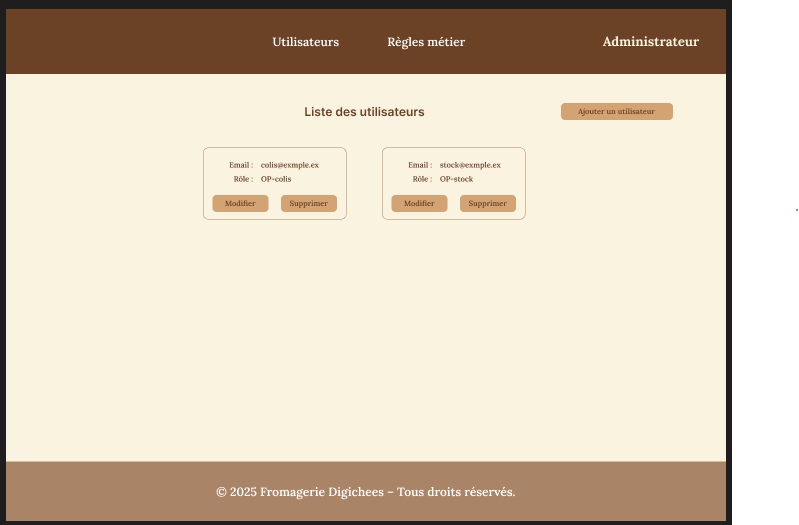 Utilisateurs Règles métier Administrateur
Liste des utilisateurs Ajouter un utilisateur
Email : colis@exmple.ex
Rôle : OP-colis
Modifier Supprimer
Email : stock@exmple.ex
Rôle : OP-stock
Modifier Supprimer
© 2025 Fromagerie Digichees – Tous droits réservés.